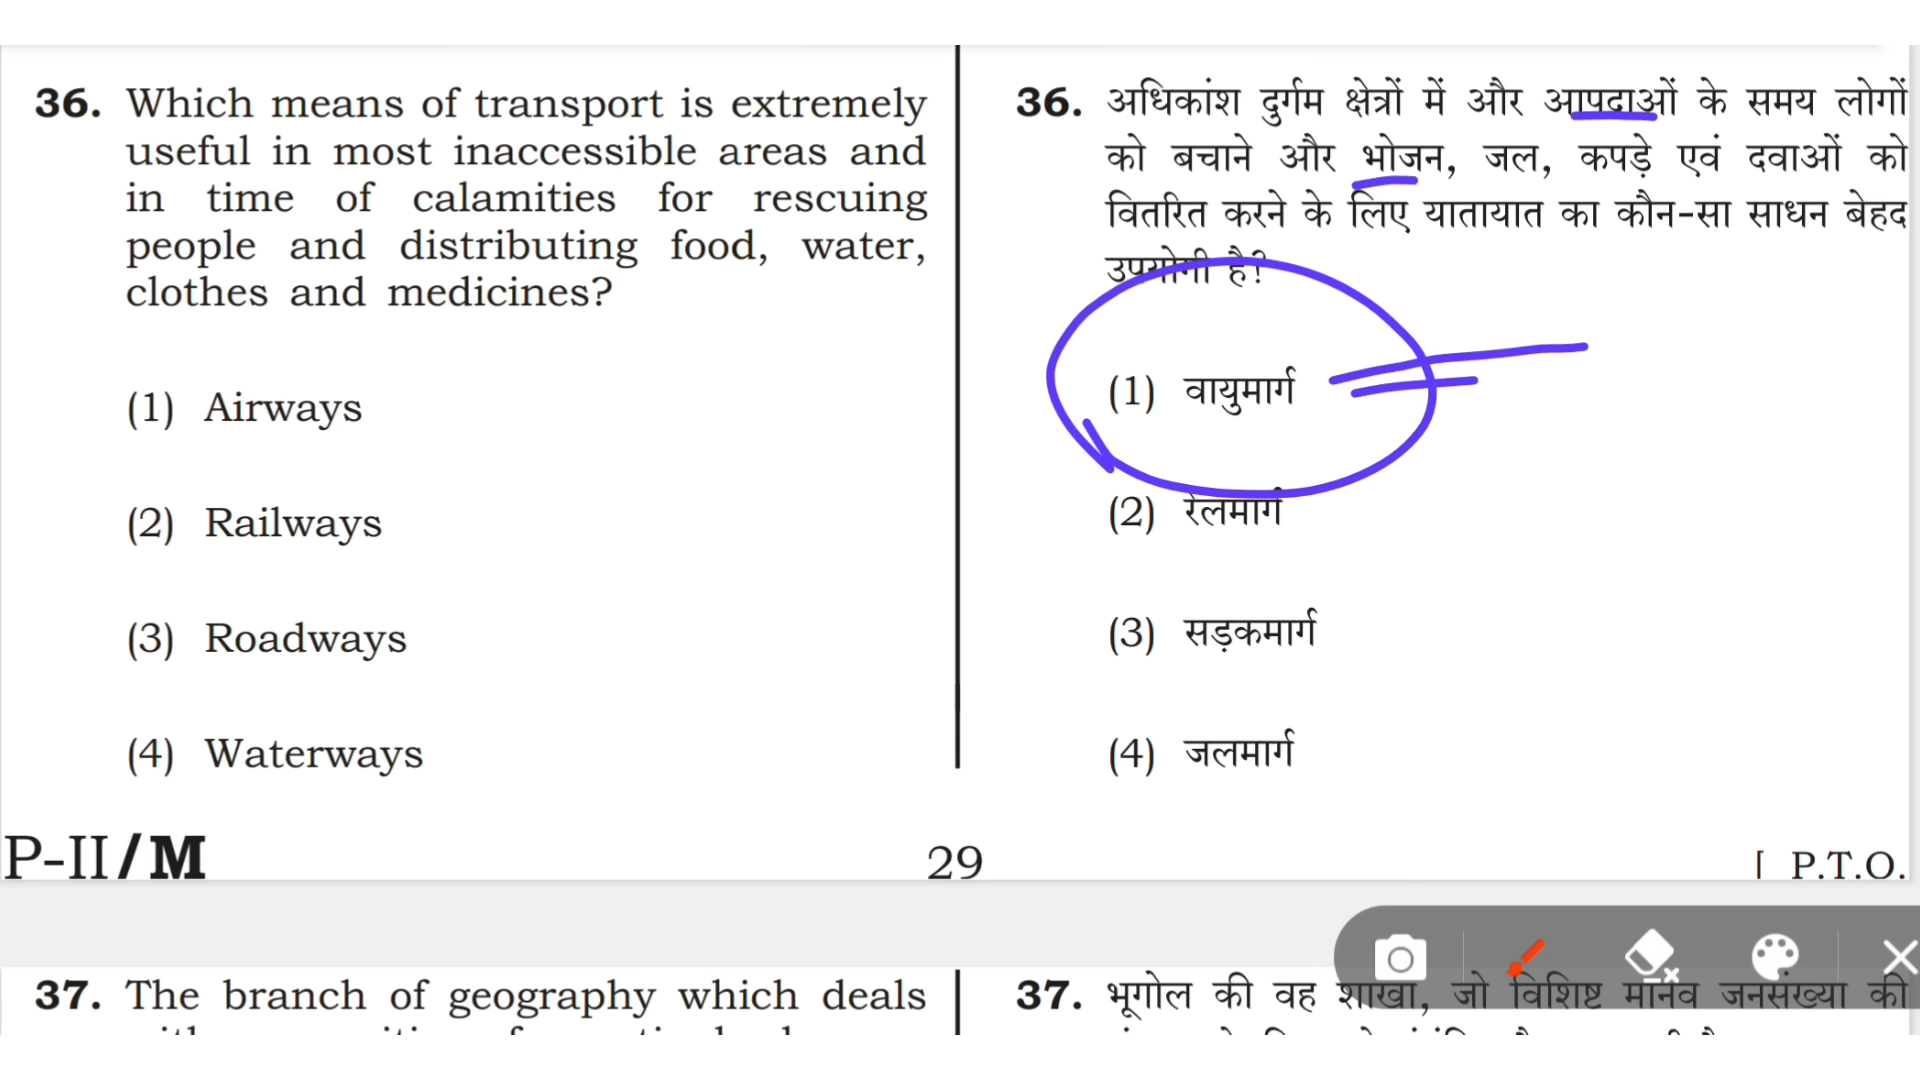 36. Which means of transport is extremely
useful in most inaccessible areas and
in time of calamities for rescuing
people and distributing food, water,
clothes and medicines?
(1) Airways
(2) Railways
(3) Roadways
(4) Waterways
36. अधिकांश दुर्गम क्षेत्रों में और आपदाओं के समय लोगों
को बचाने और भोजन, जल, कपड़े एवं दवाओं को
वितरित करने के लिए यातायात का कौन-सा साधन बेहद
उपयोगी है?
(1) वायुमार्ग
(2) रेलमार्ग
(3) सड़कमार्ग
(4) जलमार्ग
P-II/M
29
[ P.T.O.
37. The branch of geography which deals
37. भूगोल की वह शाखा, जो विशिष्ट मानव जनसंख्या की